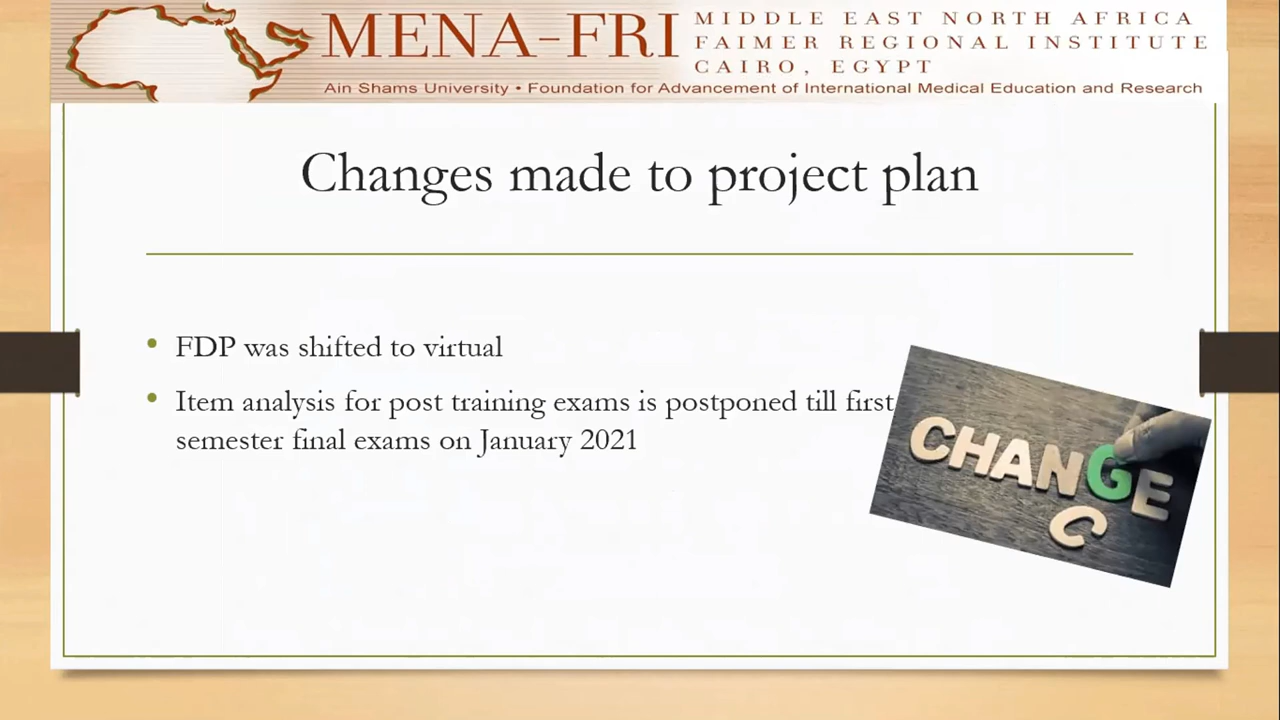 MENA-FRI
MIDDLE EAST NORTH AFRICA
FAIMER REGIONAL INSTITUTE
CAIRO, EGYPT
Ain Shams University • Foundation for Advancement of International Medical Education and Research
Changes made to project plan
• FDP was shifted to virtual
• Item analysis for post training exams is postponed till first
semester final exams on January 2021
CHANGE
C